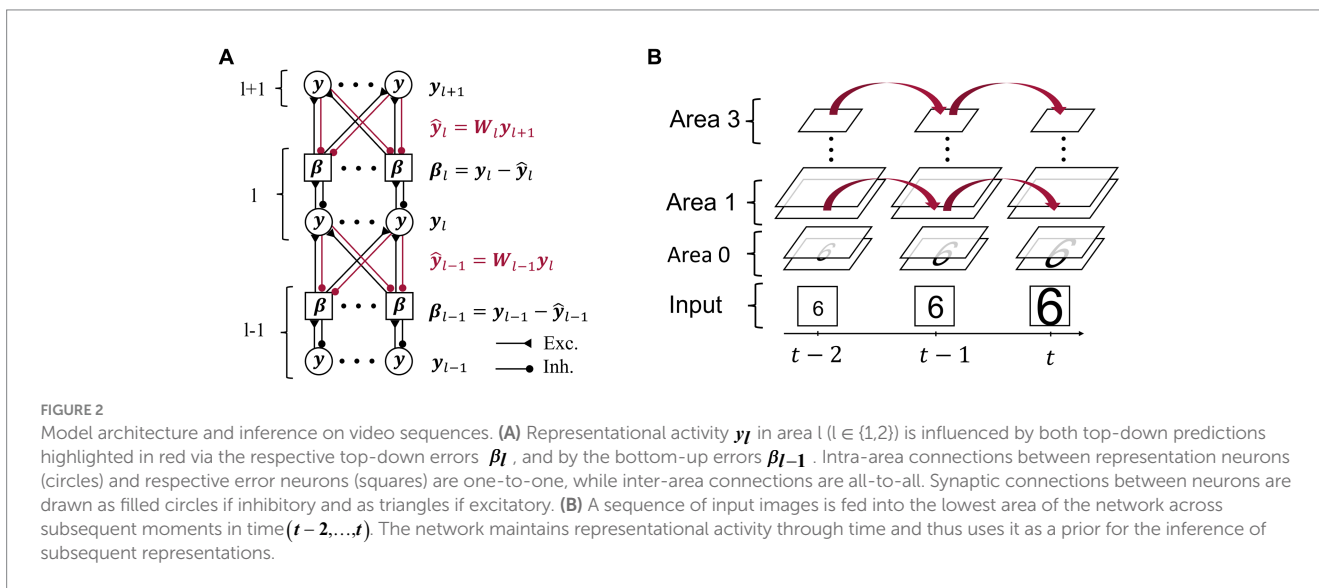 A
l+1
y • • • y
y_{l+1}
ŷ_l = W_l y_{l+1}
l
β • • • β
β_l = y_l − ŷ_l
y • • • y
y_l
ŷ_{l−1} = W_{l−1} y_l
l-1
β • • • β
β_{l−1} = y_{l−1} − ŷ_{l−1}
Exc.
y • • • y
y_{l−1}
Inh.
B
Area 3
Area 1
Area 0
6 6 6
Input
6 6 6
t − 2 t − 1 t
FIGURE 2
Model architecture and inference on video sequences. (A) Representational activity y_l in area l (l ∈ {1,2}) is influenced by both top-down predictions
highlighted in red via the respective top-down errors β_l , and by the bottom-up errors β_{l−1} . Intra-area connections between representation neurons
(circles) and respective error neurons (squares) are one-to-one, while inter-area connections are all-to-all. Synaptic connections between neurons are
drawn as filled circles if inhibitory and as triangles if excitatory. (B) A sequence of input images is fed into the lowest area of the network across
subsequent moments in time (t − 2,…,t). The network maintains representational activity through time and thus uses it as a prior for the inference of
subsequent representations.